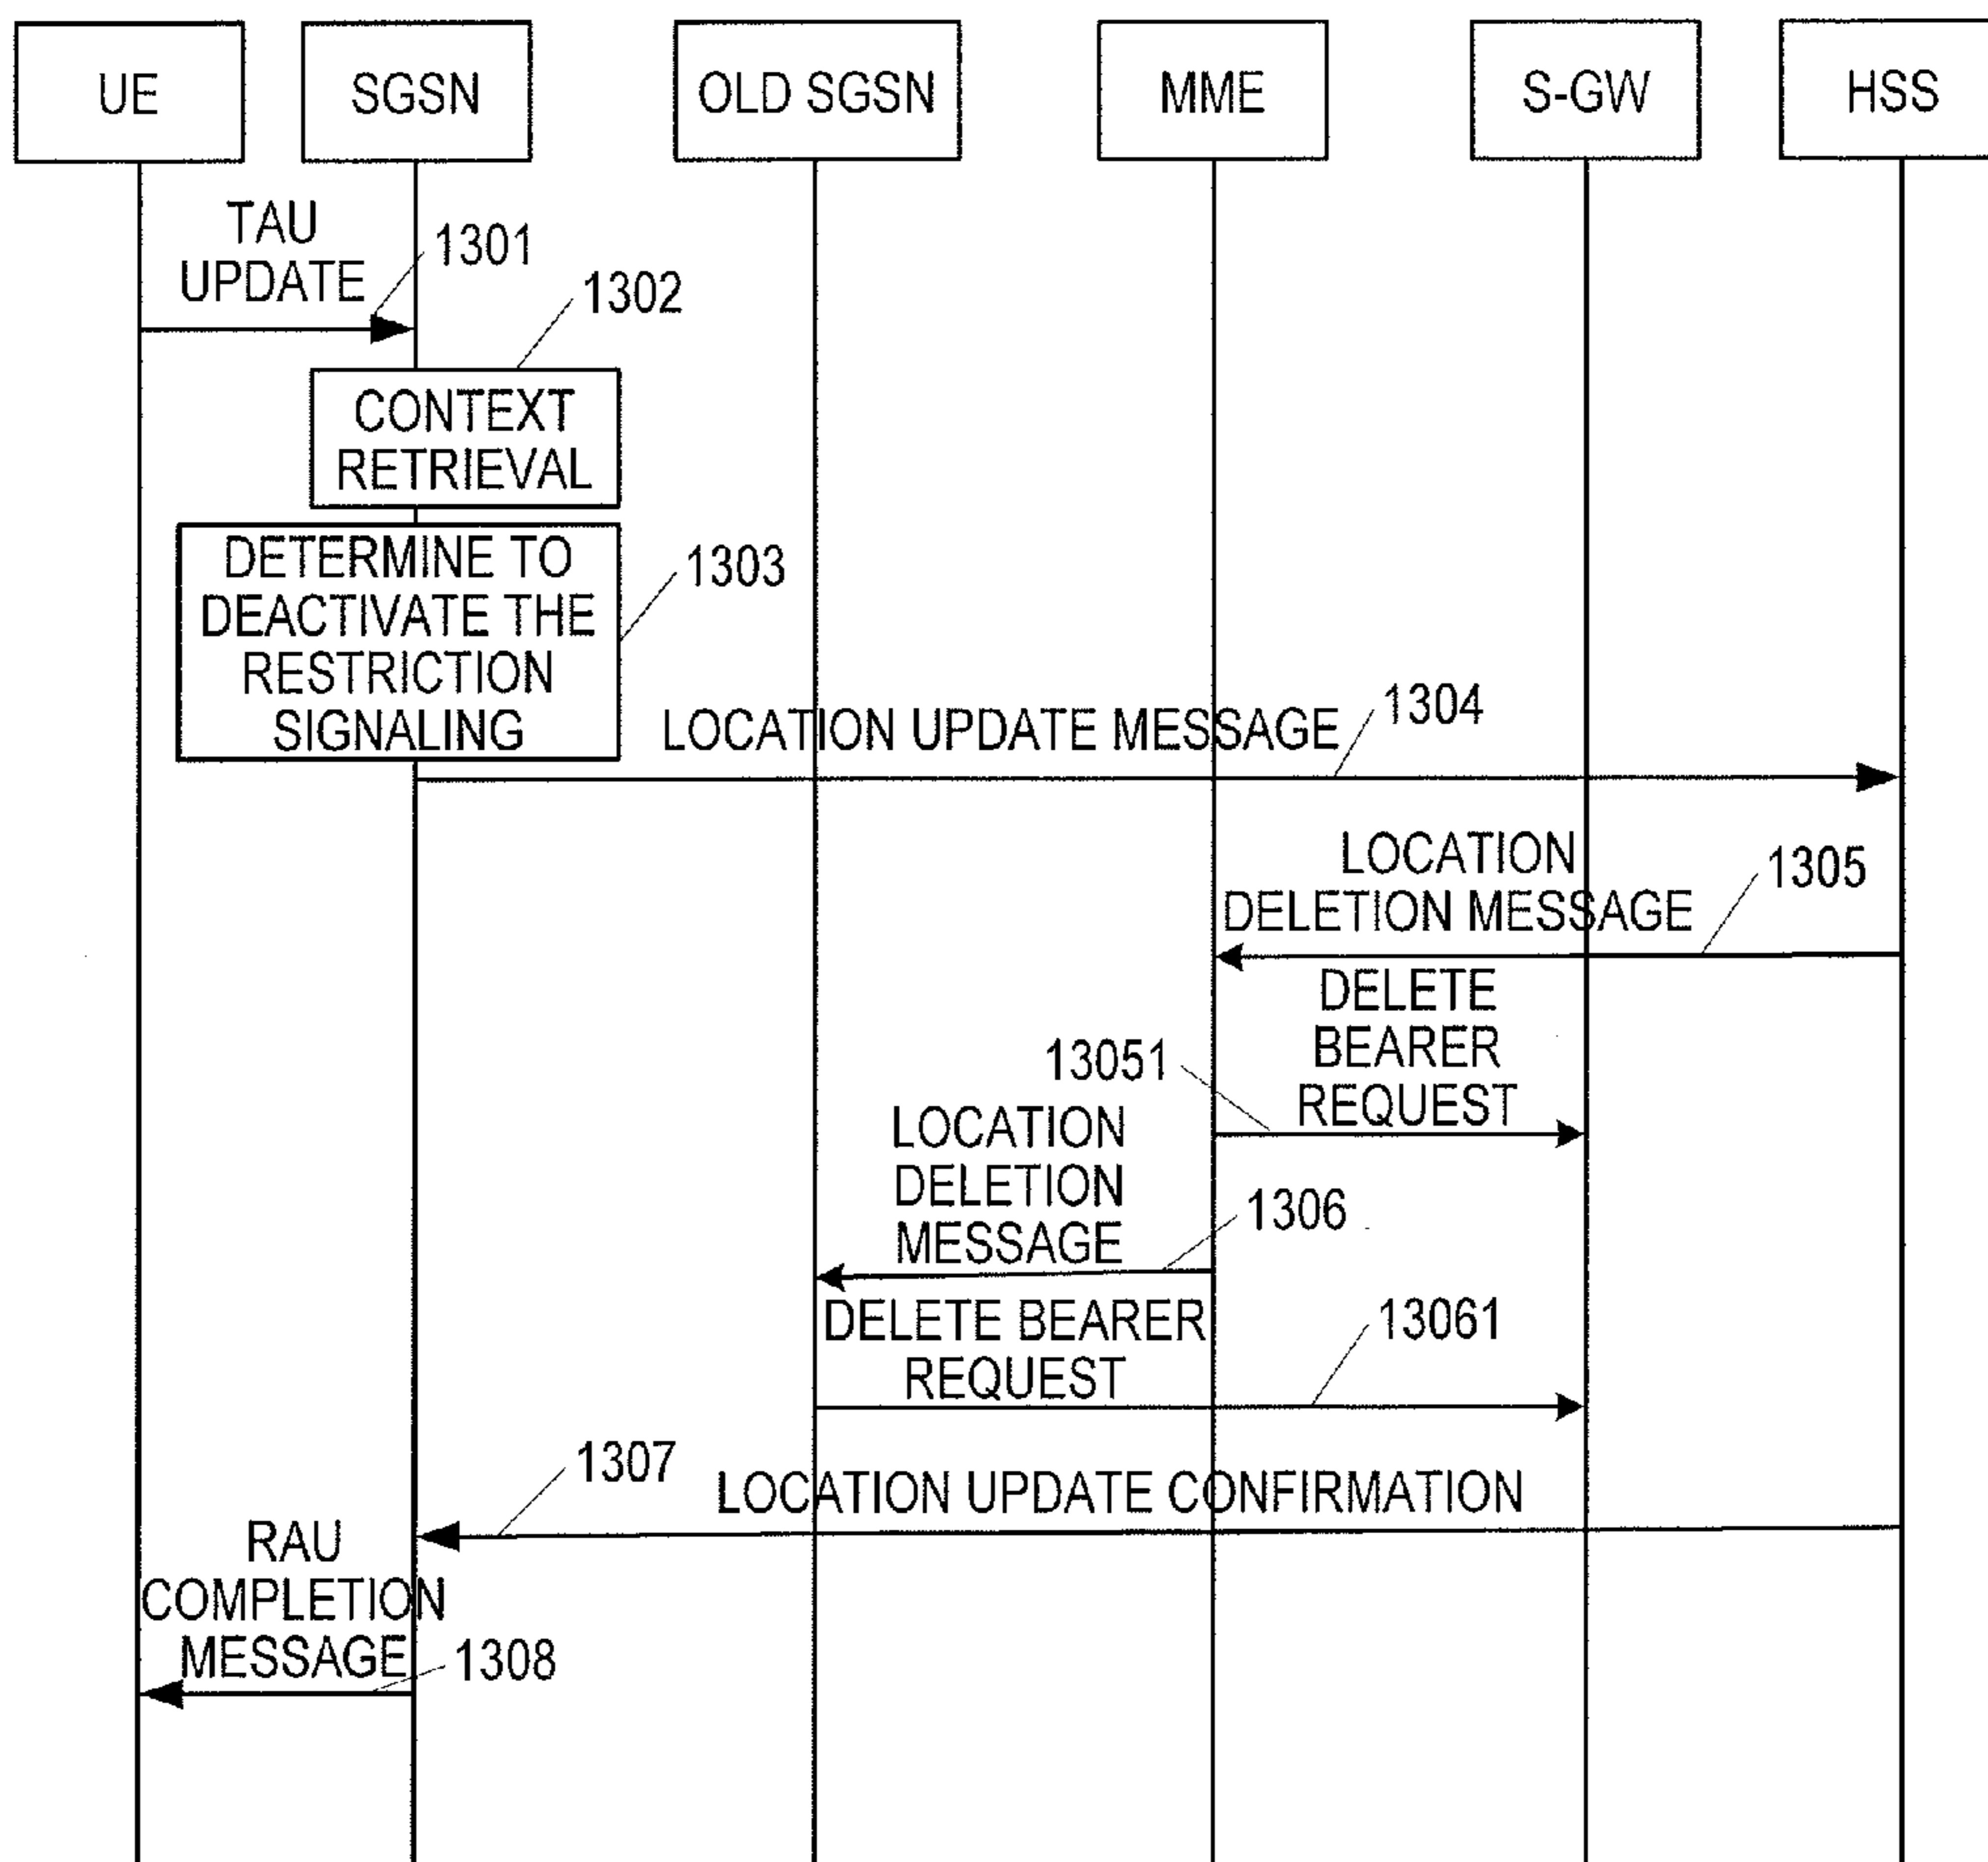 UE
SGSN
OLD SGSN
MME
S-GW
HSS
TAU
UPDATE
1301
1302
CONTEXT
RETRIEVAL
DETERMINE TO
DEACTIVATE THE
RESTRICTION
SIGNALING
1303
LOCATION UPDATE MESSAGE
1304
LOCATION
DELETION MESSAGE
1305
DELETE
BEARER
REQUEST
13051
LOCATION
DELETION
MESSAGE
1306
DELETE BEARER
REQUEST
13061
1307
LOCATION UPDATE CONFIRMATION
RAU
COMPLETION
MESSAGE
1308